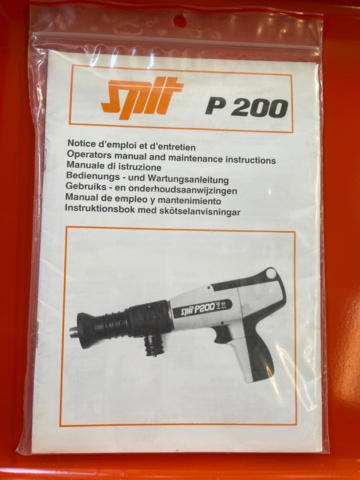 spit P 200
Notice d'emploi et d'entretien
Operators manual and maintenance instructions
Manuale di istruzione
Bedienungs - und Wartungsanleitung
Gebruiks - en onderhoudsaanwijzingen
Manual de empleo y mantenimiento
Instruktionsbok med skötselanvisningar
spit P200